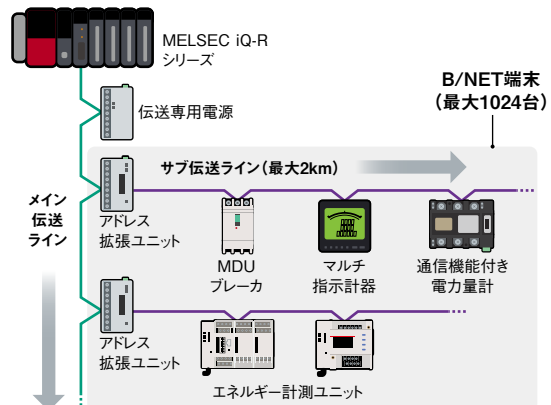 MELSEC iQ-R
シリーズ
B/NET端末
（最大1024台）
伝送専用電源
サブ伝送ライン（最大2km）
メイン
伝送
ライン
アドレス
拡張ユニット
MDU
ブレーカ
マルチ
指示計器
通信機能付き
電力量計
アドレス
拡張ユニット
エネルギー計測ユニット